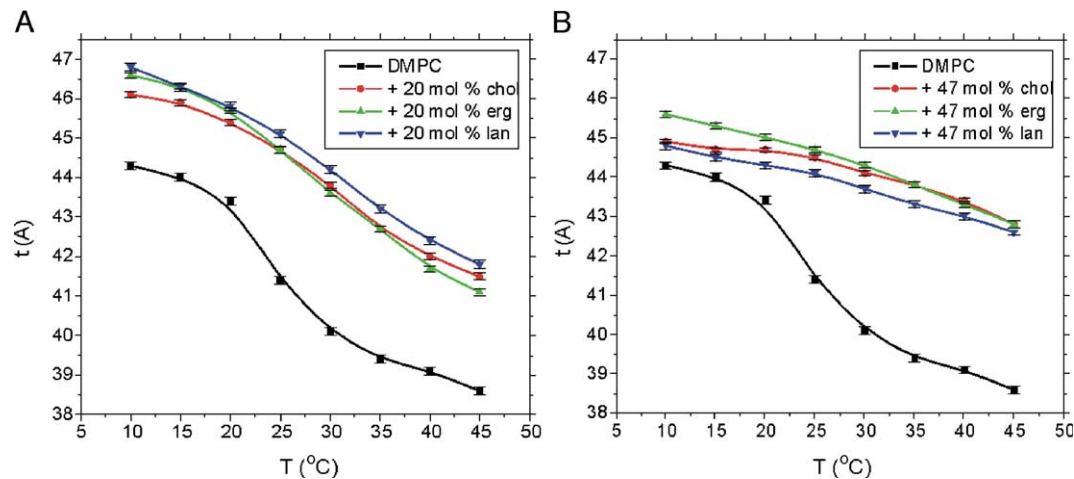 A
DMPC
+ 20 mol % chol
+ 20 mol % erg
+ 20 mol % lan
47
46
45
44
43
42
41
40
39
38
t (A)
5 10 15 20 25 30 35 40 45 50
T (°C)
B
DMPC
+ 47 mol % chol
+ 47 mol % erg
+ 47 mol % lan
47
46
45
44
43
42
41
40
39
38
t (A)
5 10 15 20 25 30 35 40 45 50
T (°C)